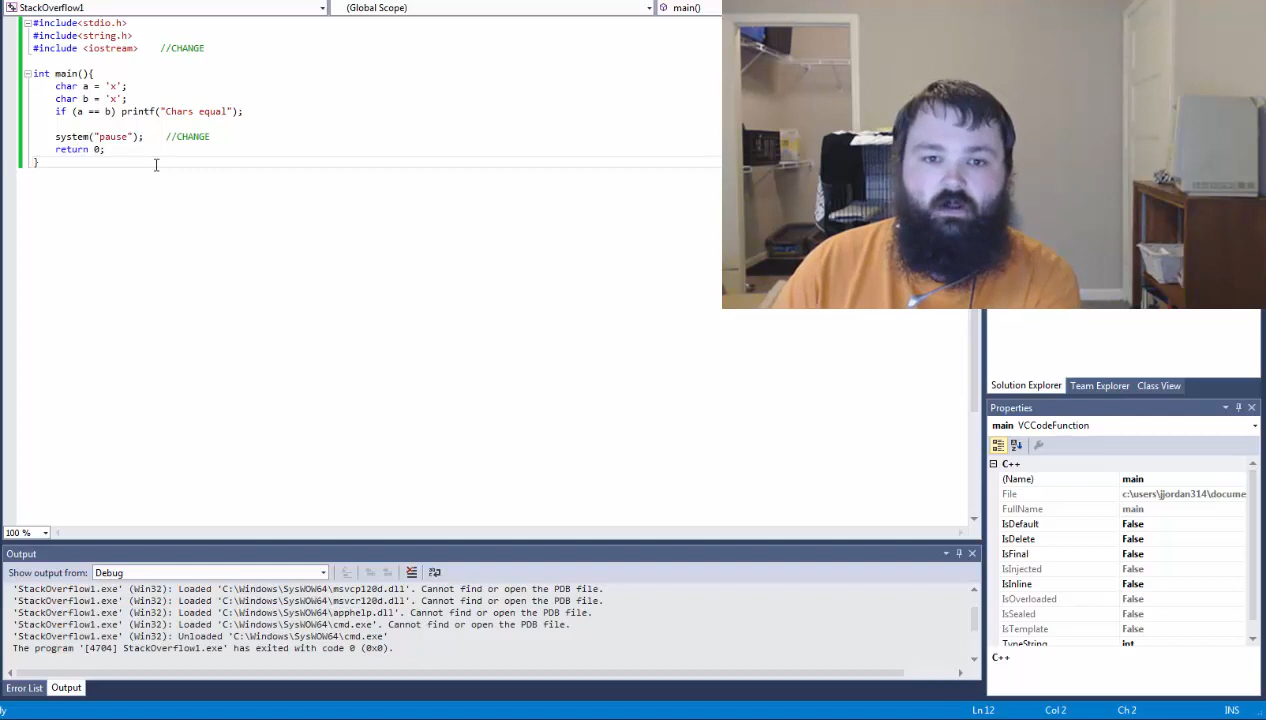 StackOverflow1
(Global Scope)
main()
#include<stdio.h>
#include<string.h>
#include <iostream>    //CHANGE
int main(){
char a = 'x';
char b = 'x';
if (a == b) printf("Chars equal");
system("pause");    //CHANGE
return 0;
}
Solution Explorer Team Explorer Class View
Properties
main VCCodeFunction
C++
(Name) main
File c:\users\jjordan314\docume
FullName main
IsDefault False
IsDelete False
IsFinal False
IsInjected False
IsInline False
IsOverloaded False
IsSealed False
IsTemplate False
TypeString int
C++
100 %
Output
Show output from: Debug
'StackOverflow1.exe' (Win32): Loaded 'C:\Windows\SysWOW64\msvcp120d.dll'. Cannot find or open the PDB file.
'StackOverflow1.exe' (Win32): Loaded 'C:\Windows\SysWOW64\msvcr120d.dll'. Cannot find or open the PDB file.
'StackOverflow1.exe' (Win32): Loaded 'C:\Windows\SysWOW64\apphelp.dll'. Cannot find or open the PDB file.
'StackOverflow1.exe' (Win32): Loaded 'C:\Windows\SysWOW64\cmd.exe'. Cannot find or open the PDB file.
'StackOverflow1.exe' (Win32): Unloaded 'C:\Windows\SysWOW64\cmd.exe'
The program '[4704] StackOverflow1.exe' has exited with code 0 (0x0).
Error List Output
Ln 12 Col 2 Ch 2 INS